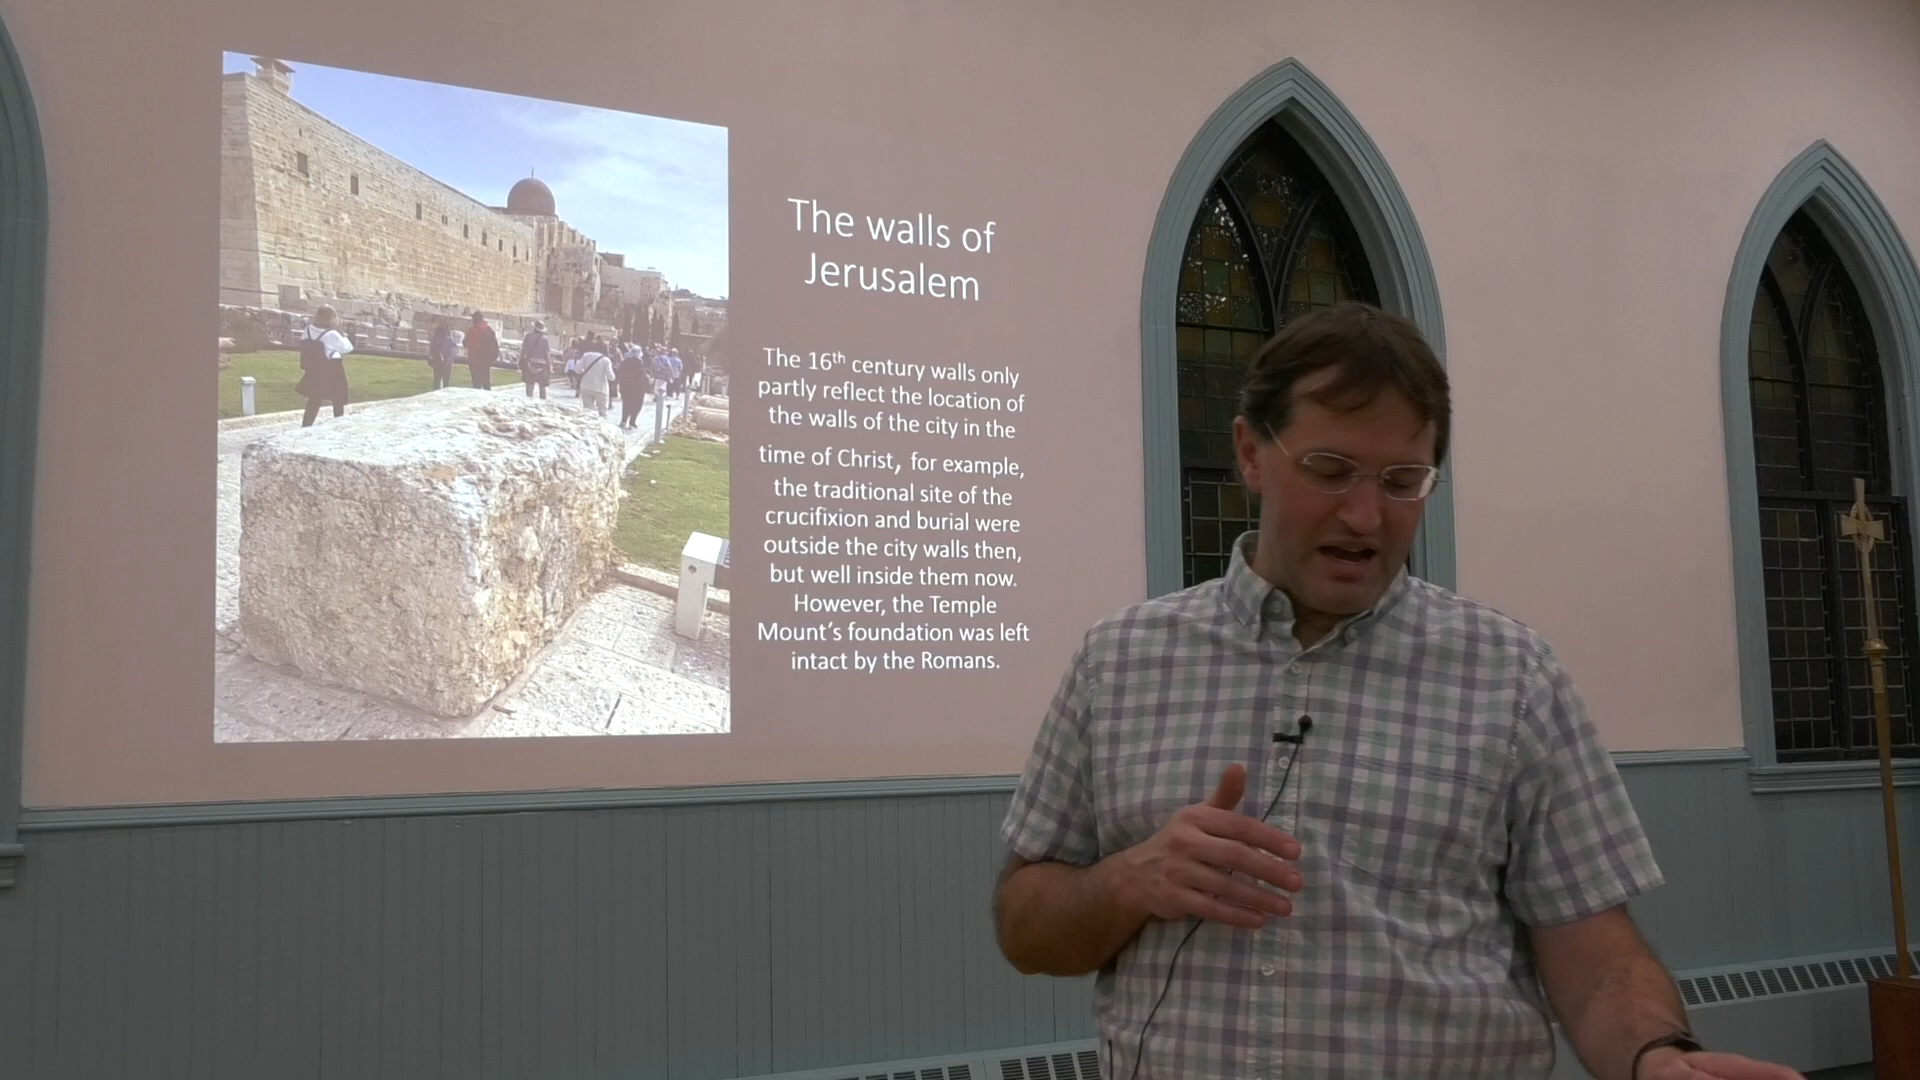 The walls of
Jerusalem
The 16th century walls only
partly reflect the location of
the walls of the city in the
time of Christ, for example,
the traditional site of the
crucifixion and burial were
outside the city walls then,
but well inside them now.
However, the Temple
Mount's foundation was left
intact by the Romans.